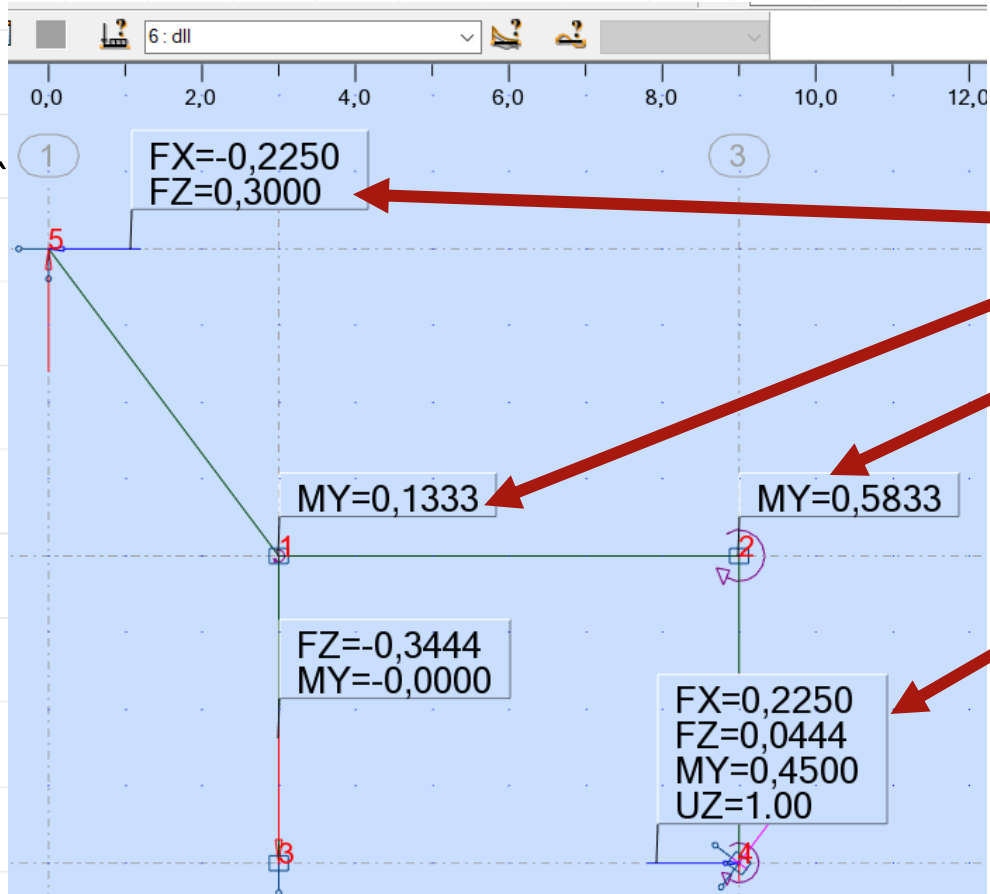 6 : dll
0,0 2,0 4,0 6,0 8,0 10,0 12,0
1
3
FX=-0,2250
FZ=0,3000
5
MY=0,1333
MY=0,5833
1
2
FZ=-0,3444
MY=-0,0000
FX=0,2250
FZ=0,0444
MY=0,4500
UZ=1.00
3
4